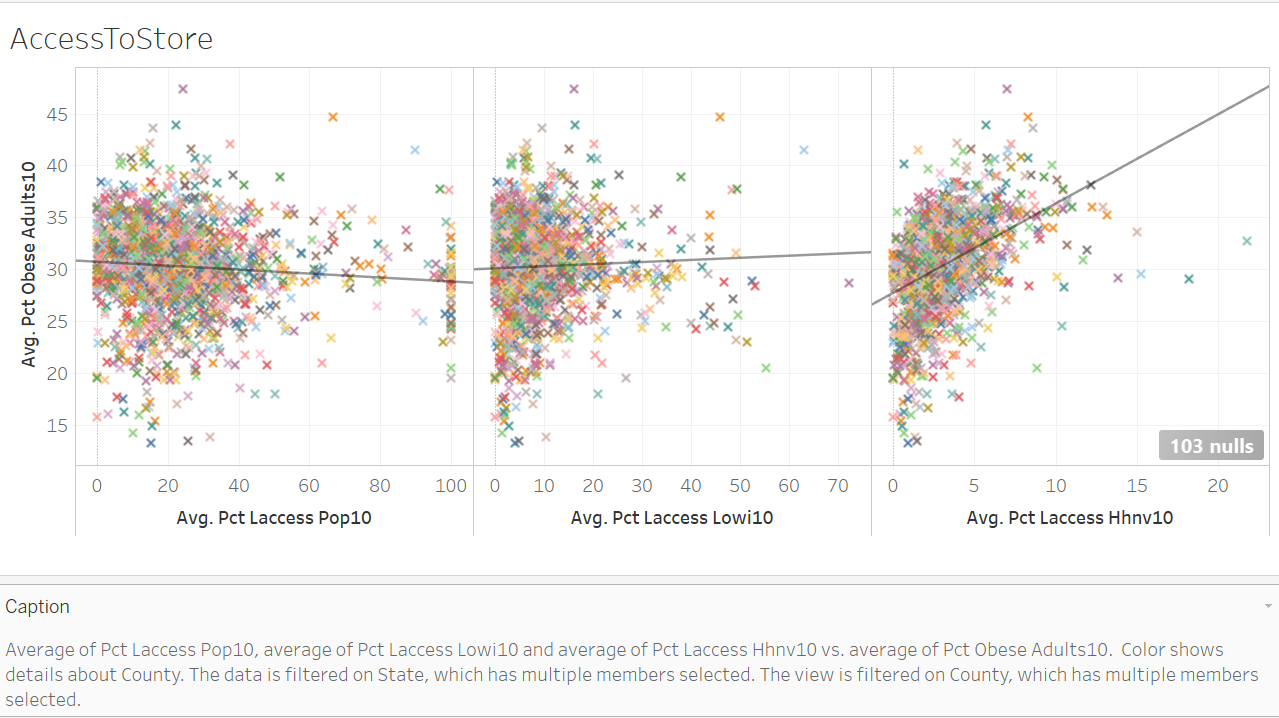 AccessToStore
Avg. Pct Obese Adults10
45
40
35
30
25
20
15
0 20 40 60 80 100
0 10 20 30 40 50 60 70
0 5 10 15 20
103 nulls
Avg. Pct Laccess Pop10
Avg. Pct Laccess Lowi10
Avg. Pct Laccess Hhnv10
Caption
Average of Pct Laccess Pop10, average of Pct Laccess Lowi10 and average of Pct Laccess Hhnv10 vs. average of Pct Obese Adults10.  Color shows
details about County. The data is filtered on State, which has multiple members selected. The view is filtered on County, which has multiple members
selected.